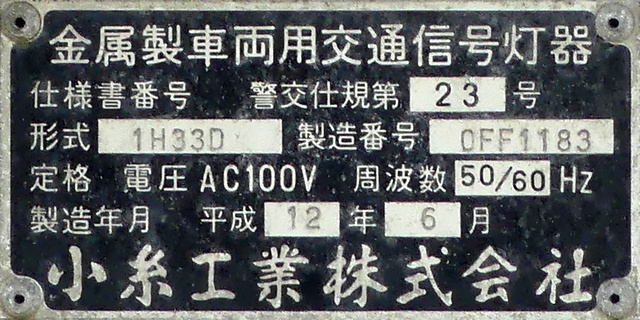 金属製車両用交通信号灯器
仕様書番号 警交仕規第 23 号
形式 1H33D 製造番号 0FF1183
定格 電圧 AC100V 周波数 50/60 Hz
製造年月 平成 12 年 6 月
小糸工業株式会社